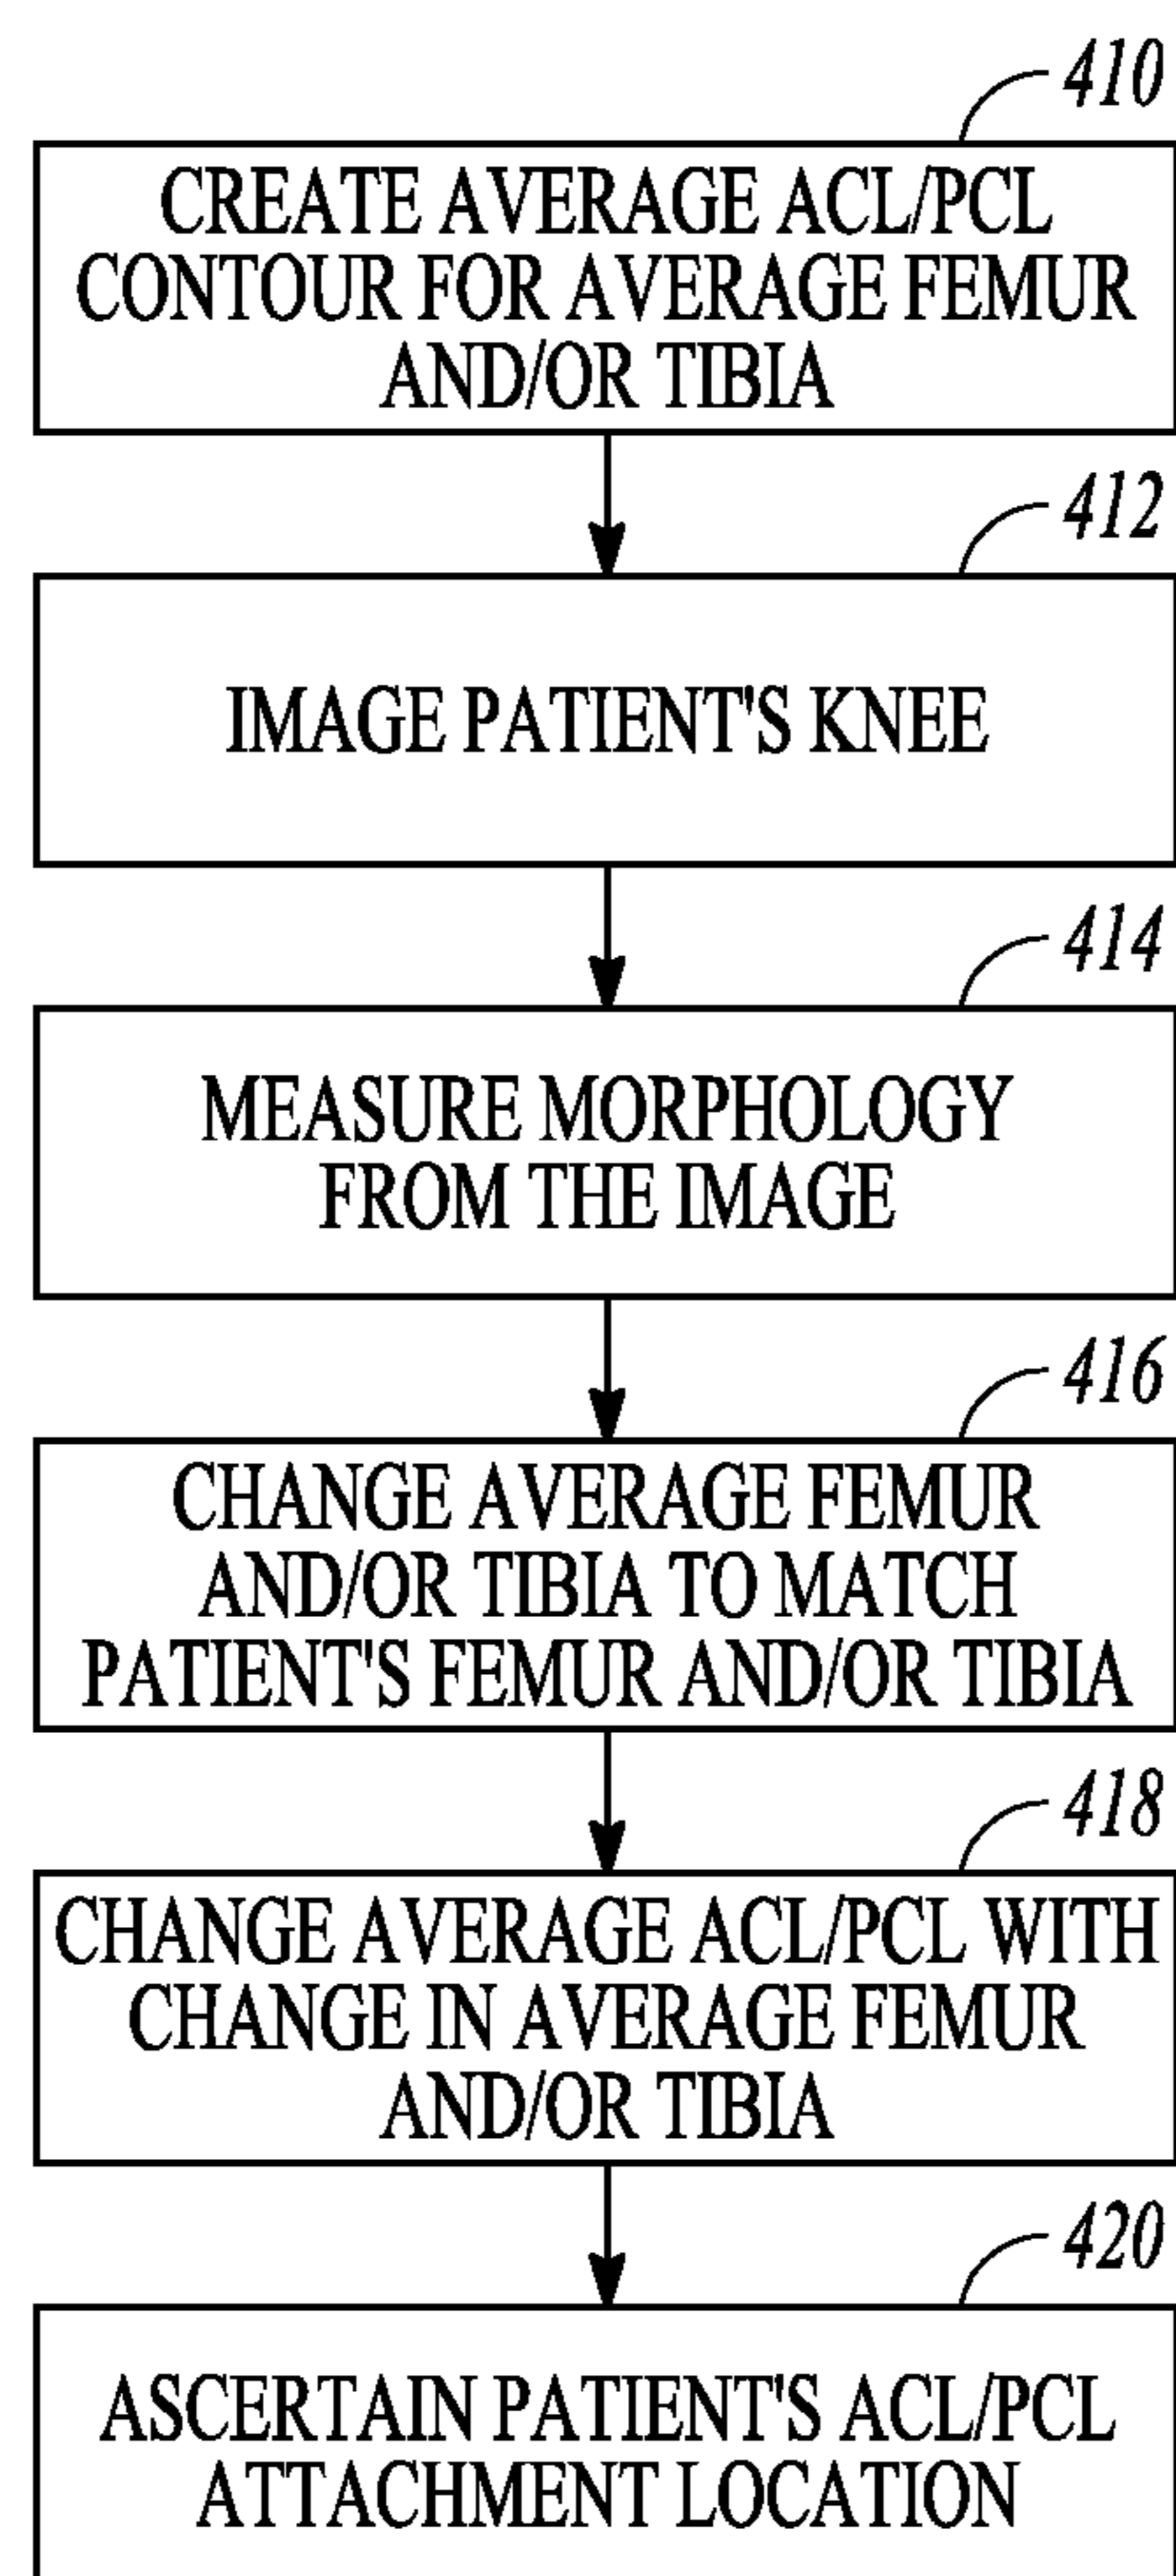 410
CREATE AVERAGE ACL/PCL
CONTOUR FOR AVERAGE FEMUR
AND/OR TIBIA
412
IMAGE PATIENT'S KNEE
414
MEASURE MORPHOLOGY
FROM THE IMAGE
416
CHANGE AVERAGE FEMUR
AND/OR TIBIA TO MATCH
PATIENT'S FEMUR AND/OR TIBIA
418
CHANGE AVERAGE ACL/PCL WITH
CHANGE IN AVERAGE FEMUR
AND/OR TIBIA
420
ASCERTAIN PATIENT'S ACL/PCL
ATTACHMENT LOCATION